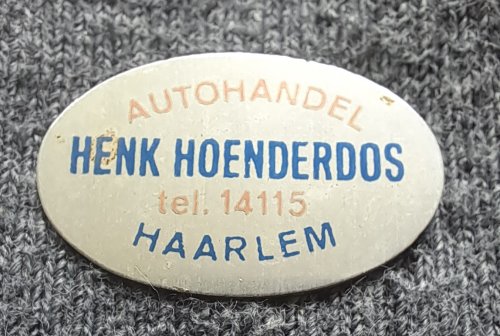 AUTOHANDEL
HENK HOENDERDOS
tel. 14115
HAARLEM